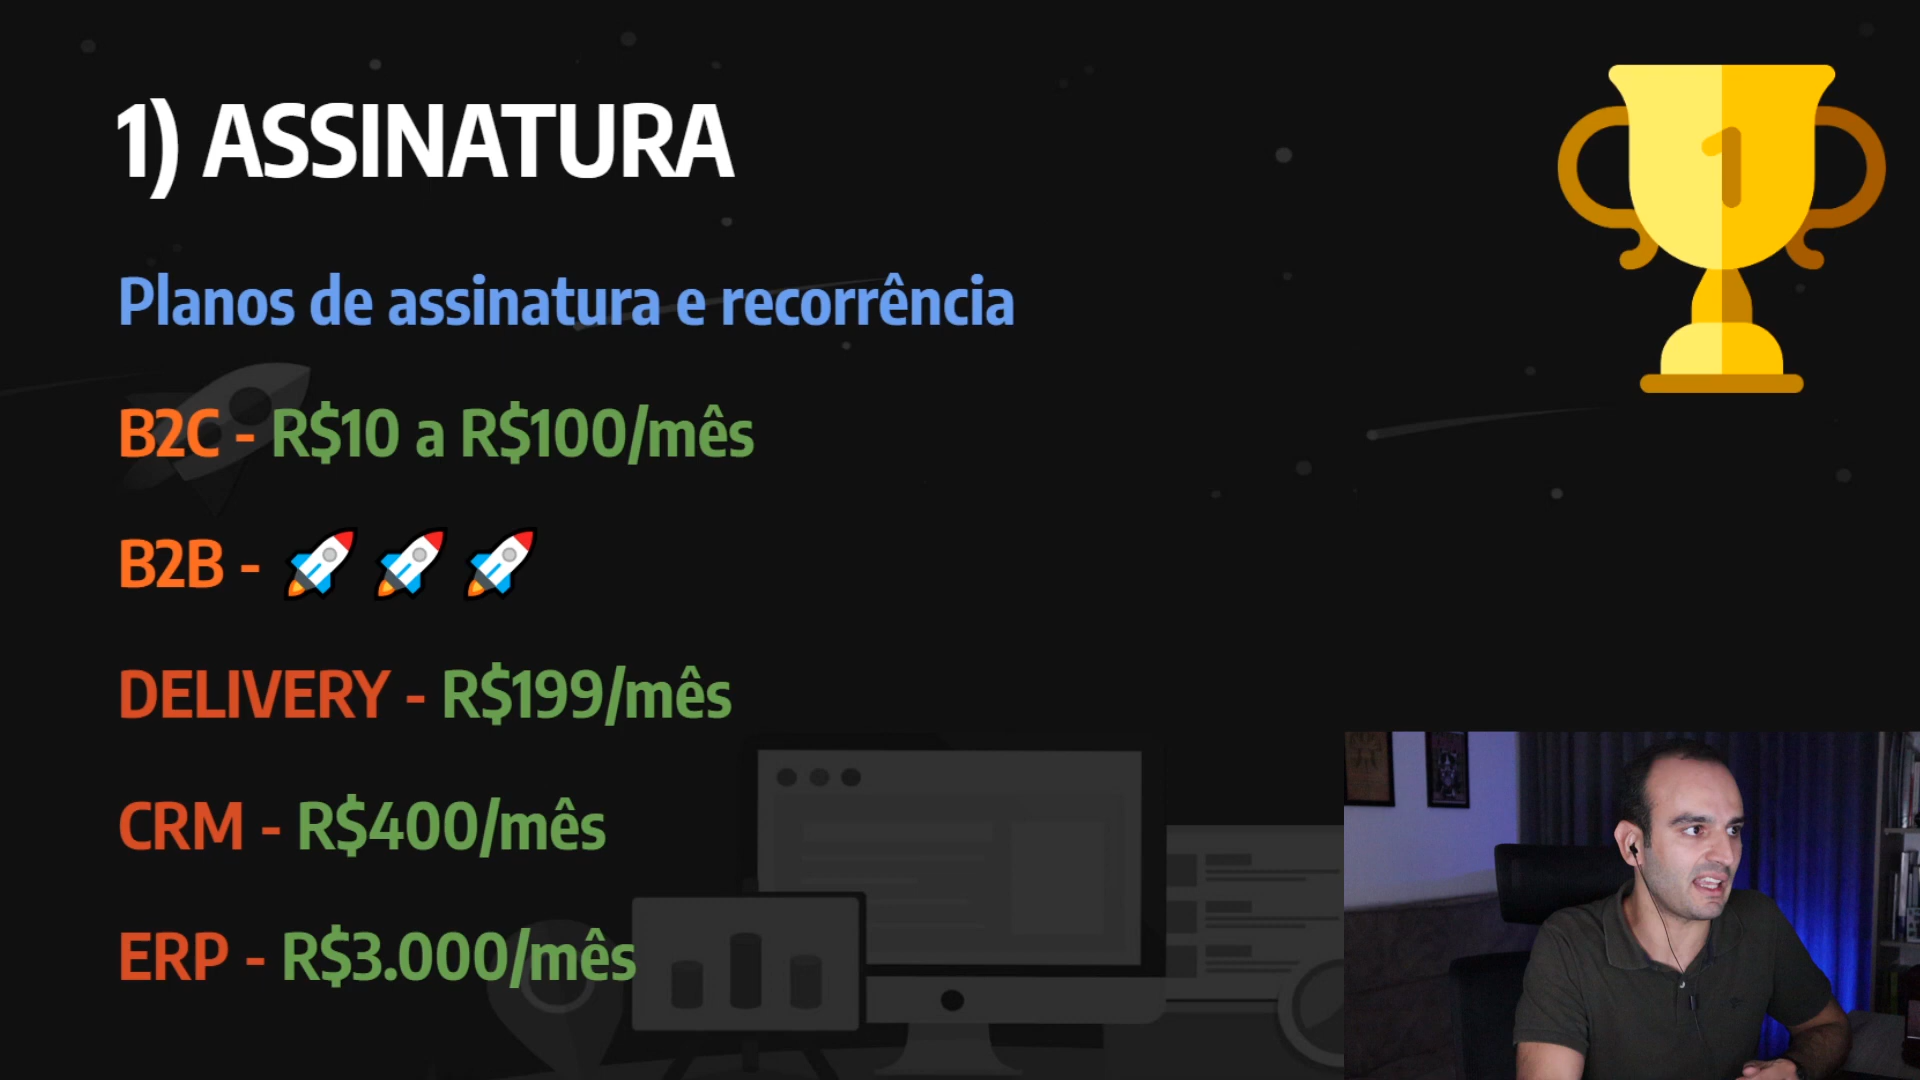 1) ASSINATURA
1
Planos de assinatura e recorrência
B2C - R$10 a R$100/mês
B2B - 🚀 🚀 🚀
DELIVERY - R$199/mês
CRM - R$400/mês
ERP - R$3.000/mês